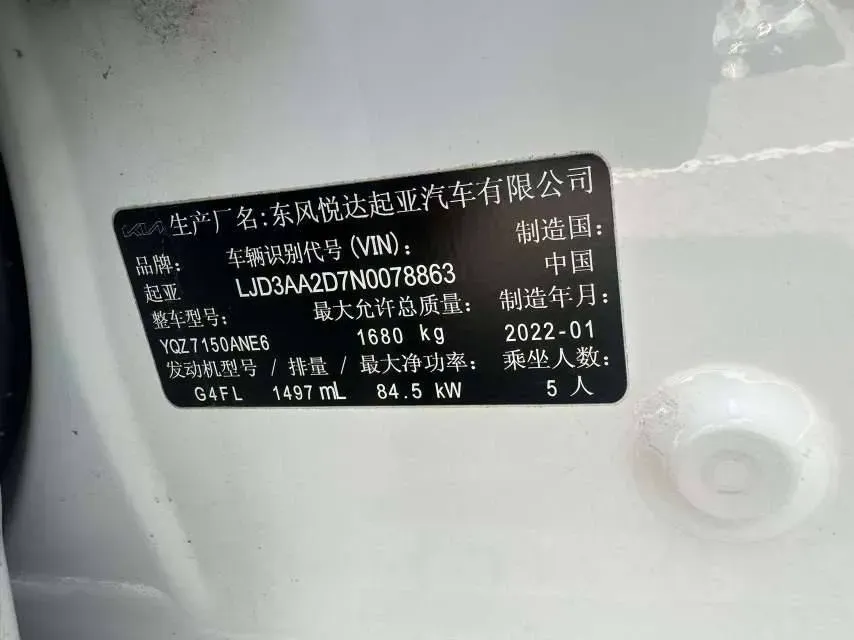 KIA 生产厂名:东风悦达起亚汽车有限公司
品牌: 车辆识别代号(VIN): 制造国:
起亚 LJD3AA2D7N0078863 中国
整车型号: 最大允许总质量: 制造年月:
YQZ7150ANE6 1680 kg 2022-01
发动机型号 / 排量 / 最大净功率: 乘坐人数:
G4FL 1497mL 84.5 kW 5 人